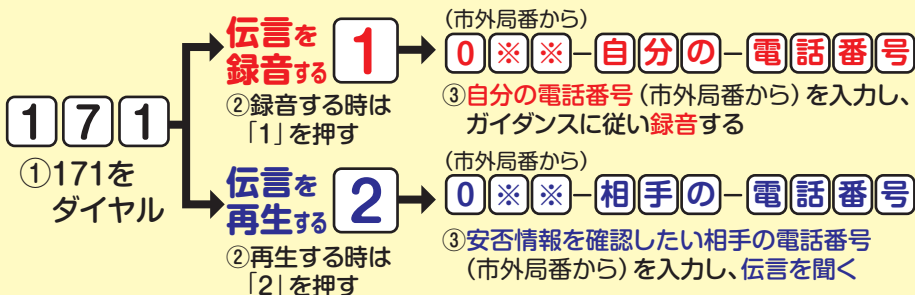 171
①171を
ダイヤル
伝言を
録音する
1
②録音する時は
「1」を押す
(市外局番から)
0※※-自分の-電話番号
③自分の電話番号(市外局番から)を入力し、
ガイダンスに従い録音する
伝言を
再生する
2
②再生する時は
「2」を押す
(市外局番から)
0※※-相手の-電話番号
③安否情報を確認したい相手の電話番号
(市外局番から)を入力し、伝言を聞く